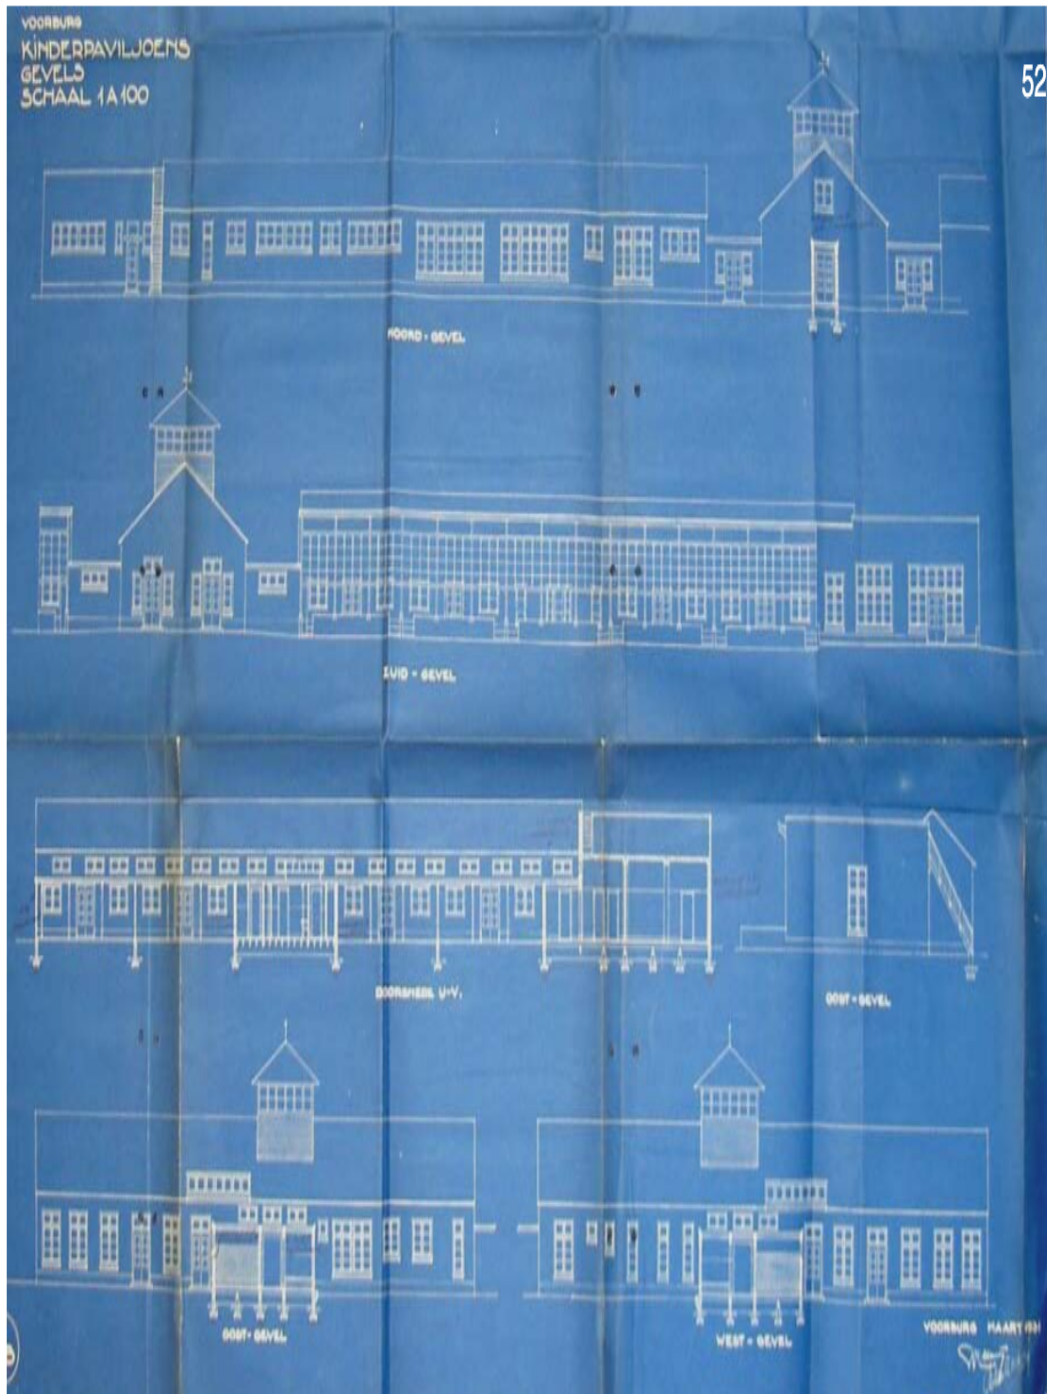 VOORBURG
KINDERPAVILJOENS
GEVELS
SCHAAL 1 A 100
52
NOORD - GEVEL
ZUID - GEVEL
DOORSNEDE U-V.
OOST - GEVEL
OOST - GEVEL
WEST - GEVEL
VOORBURG MAART